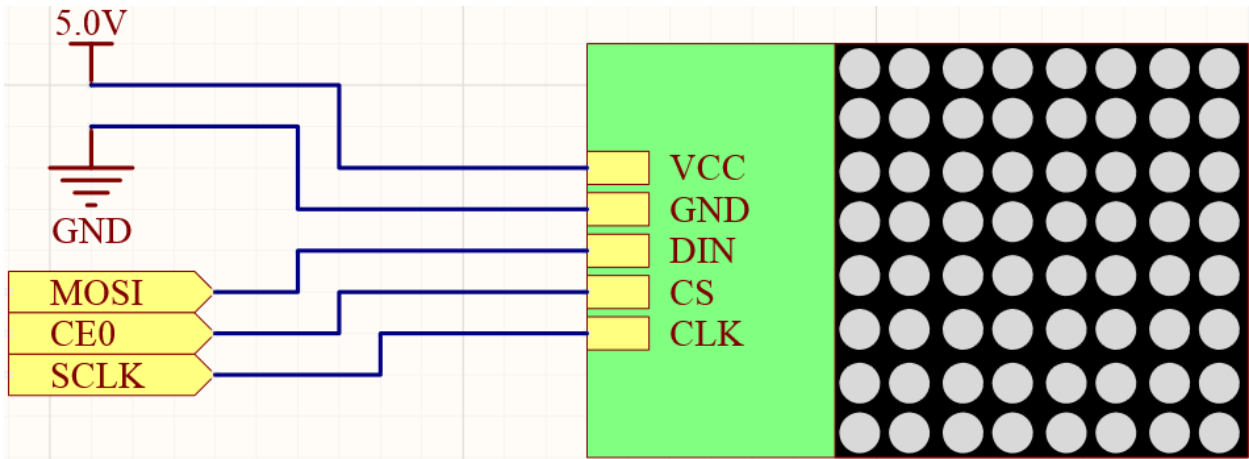 5.0V
GND
MOSI
CE0
SCLK
VCC
GND
DIN
CS
CLK